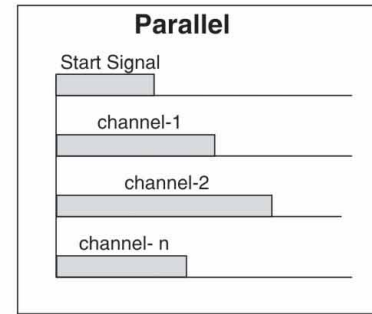 Parallel
Start Signal
channel-1
channel-2
channel- n